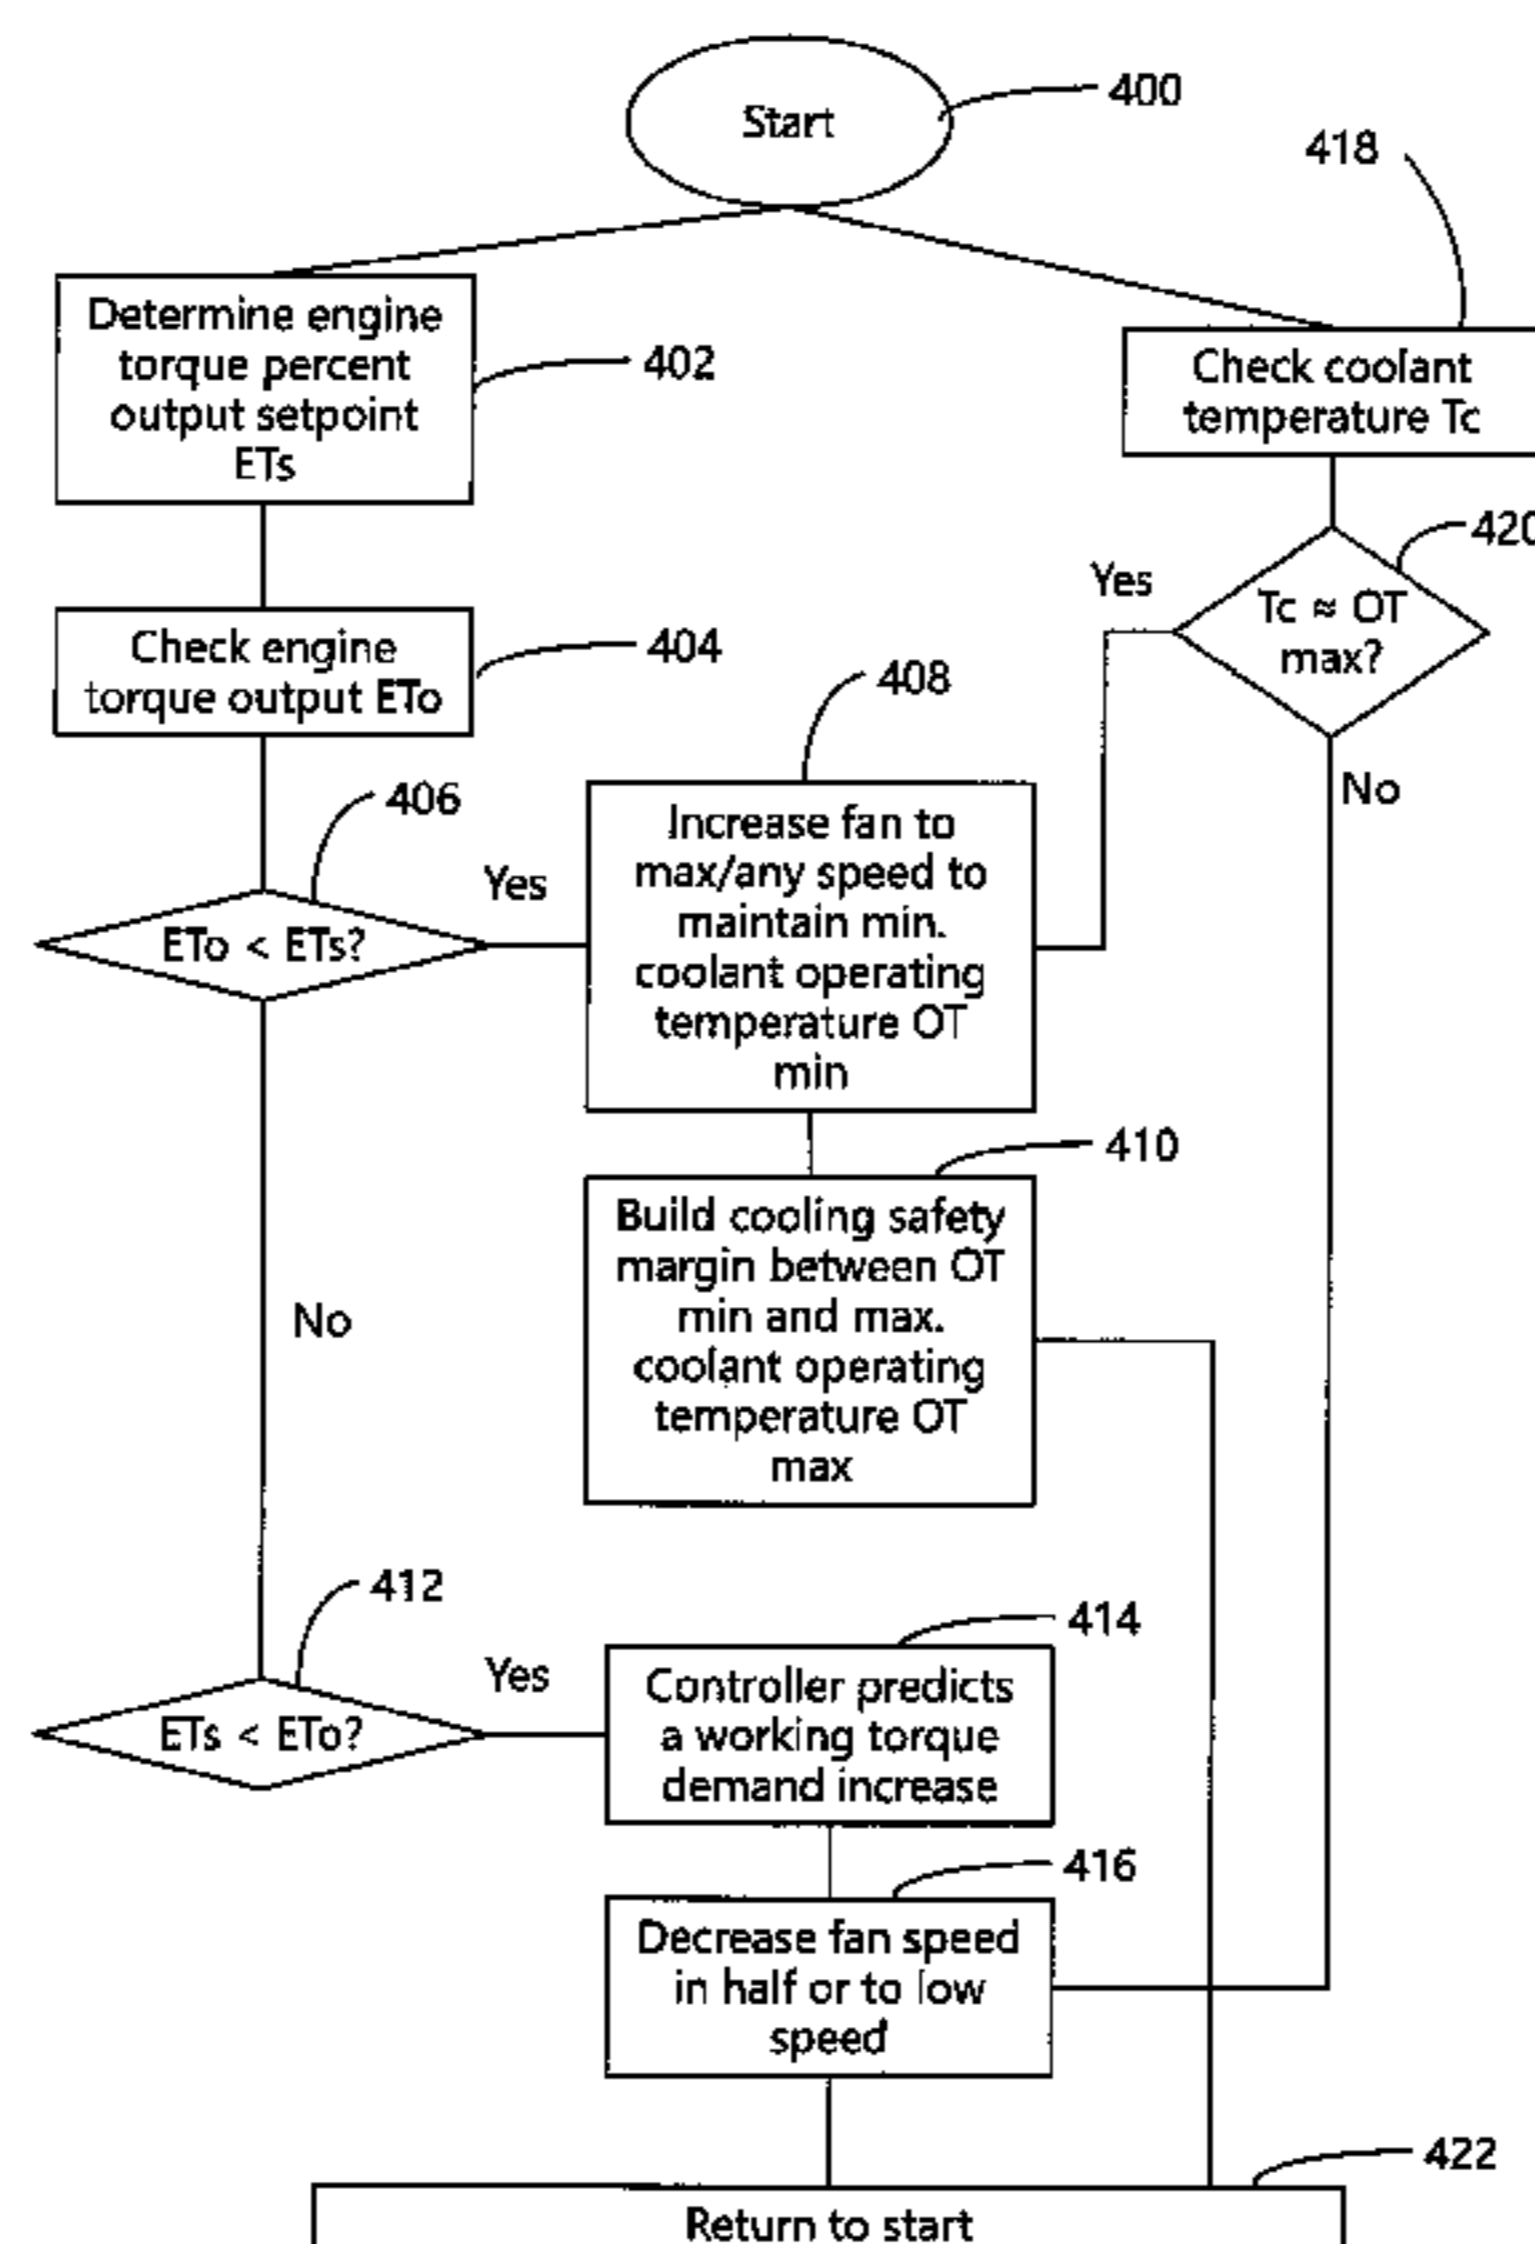 Start
400
418
Determine engine
torque percent
output setpoint
ETs
402
Check coolant
temperature Tc
420
Yes
Tc ≈ OT
max?
No
Check engine
torque output ETo
404
408
406
Increase fan to
max/any speed to
maintain min.
coolant operating
temperature OT
min
Yes
ETo < ETs?
410
Build cooling safety
margin between OT
min and max.
coolant operating
temperature OT
max
No
412
414
Yes
ETs < ETo?
Controller predicts
a working torque
demand increase
416
Decrease fan speed
in half or to low
speed
422
Return to start